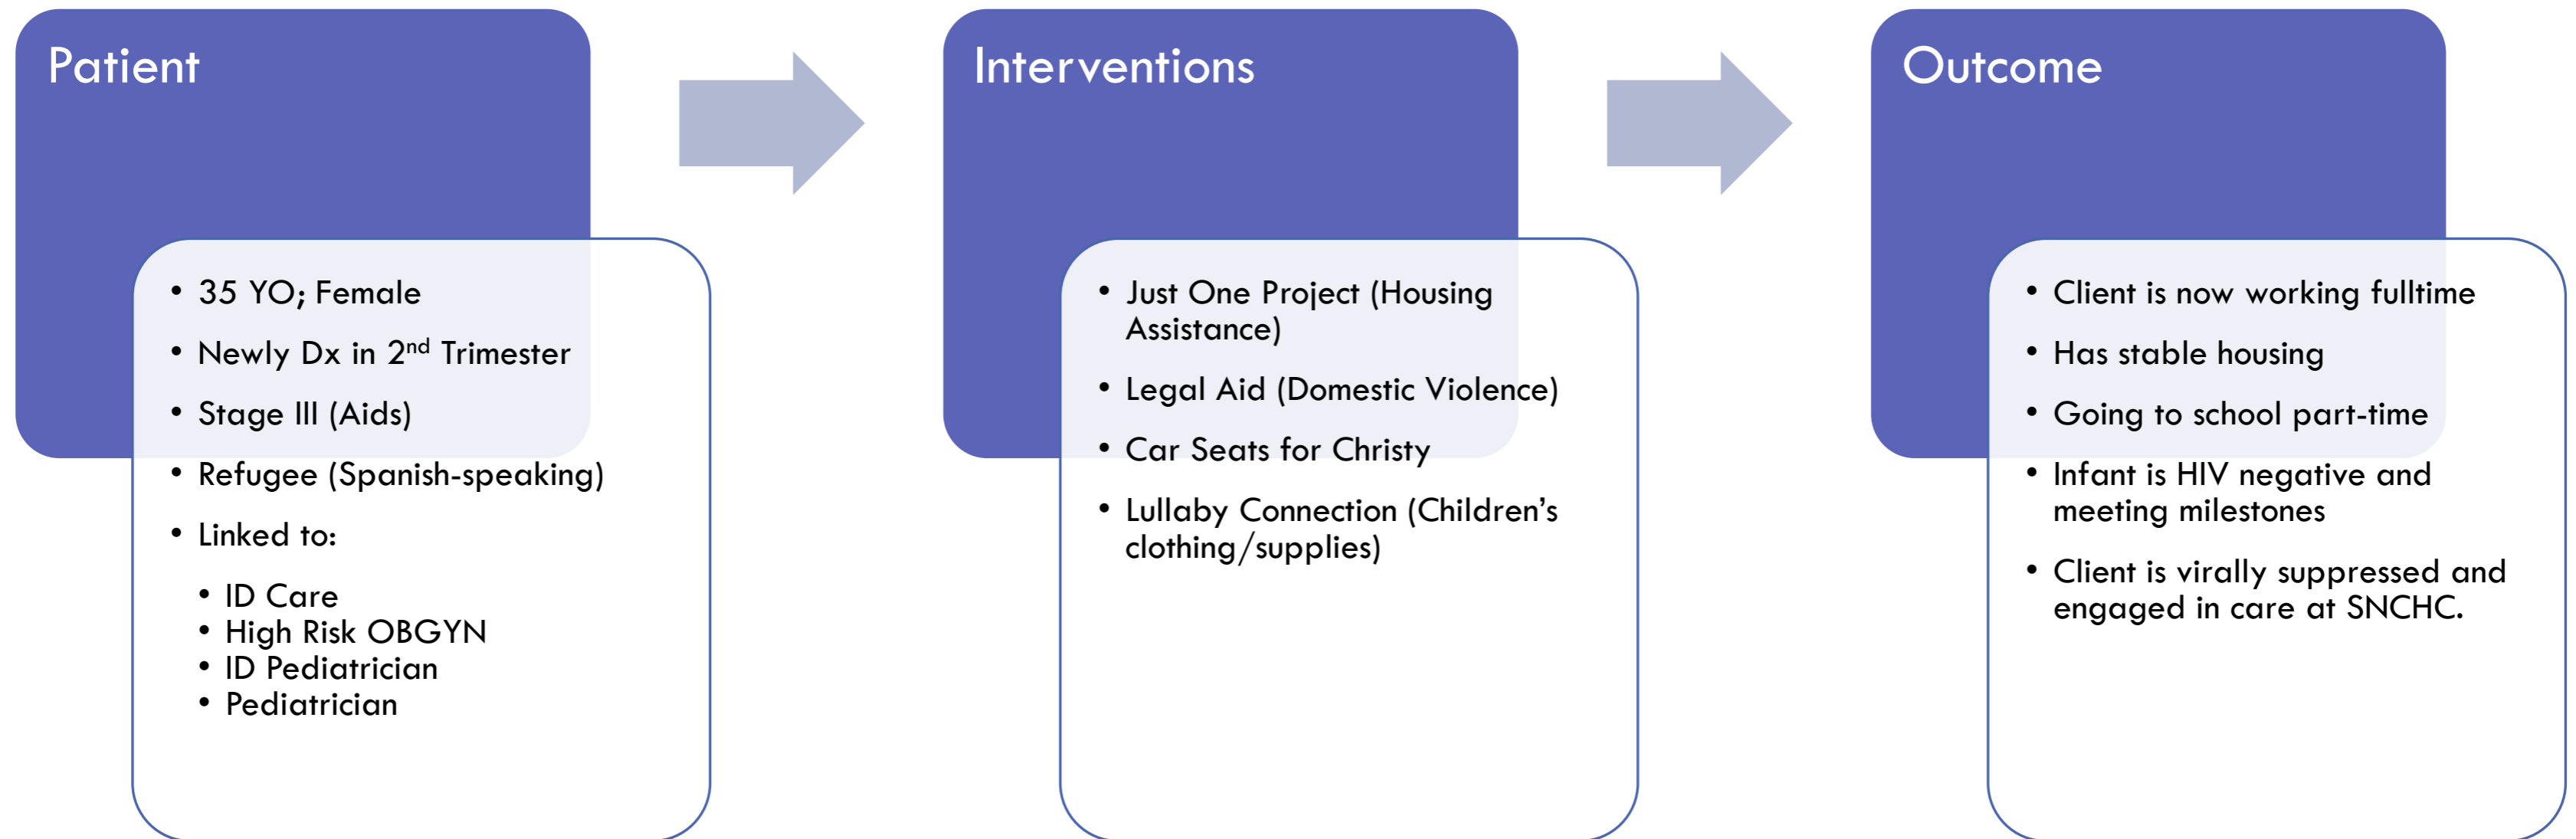 Patient
• 35 YO; Female
• Newly Dx in 2nd Trimester
• Stage III (Aids)
• Refugee (Spanish-speaking)
• Linked to:
• ID Care
• High Risk OBGYN
• ID Pediatrician
• Pediatrician
Interventions
• Just One Project (Housing
Assistance)
• Legal Aid (Domestic Violence)
• Car Seats for Christy
• Lullaby Connection (Children’s
clothing/supplies)
Outcome
• Client is now working fulltime
• Has stable housing
• Going to school part-time
• Infant is HIV negative and
meeting milestones
• Client is virally suppressed and
engaged in care at SNCHC.